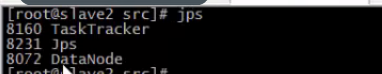 [root@slave2 src]# jps
8160 TaskTracker
8231 Jps
8072 DataNode
[root@slave2 src]#